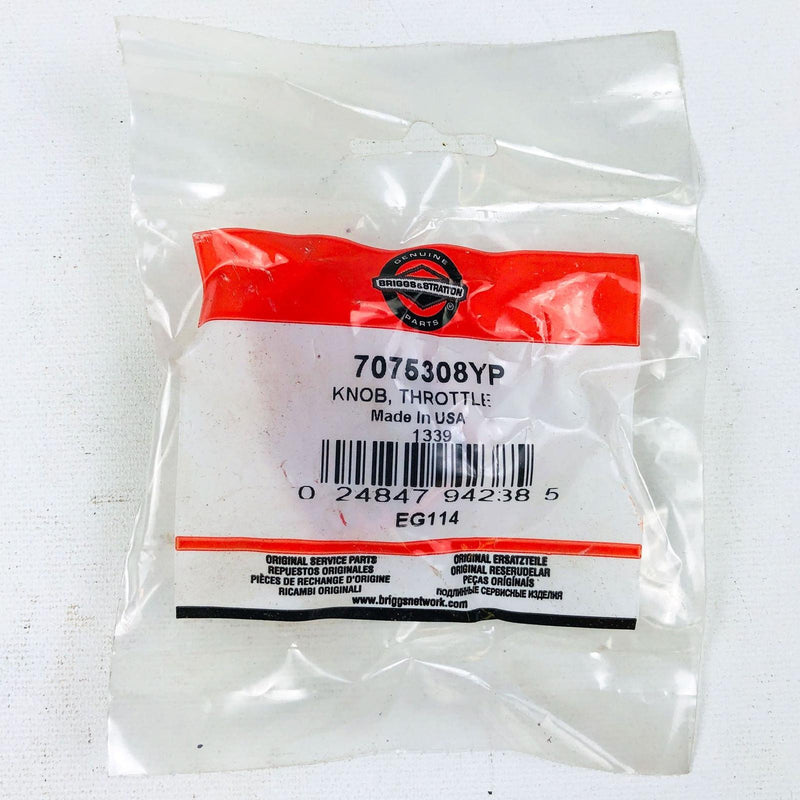 GENUINE
BRIGGS & STRATTON
®
PARTS
7075308YP
KNOB, THROTTLE
Made In USA
1339
0 24847 94238 5
EG114
ORIGINAL SERVICE PARTS
REPUESTOS ORIGINALES
PIÈCES DE RECHANGE D'ORIGINE
RICAMBI ORIGINALI
ORIGINAL ERSATZTEILE
ORIGINAL RESERUDELAR
PEÇAS ORIGINAIS
ПОДЛИННЫЕ СЕРВИСНЫЕ ИЗДЕЛИЯ
www.briggsnetwork.com